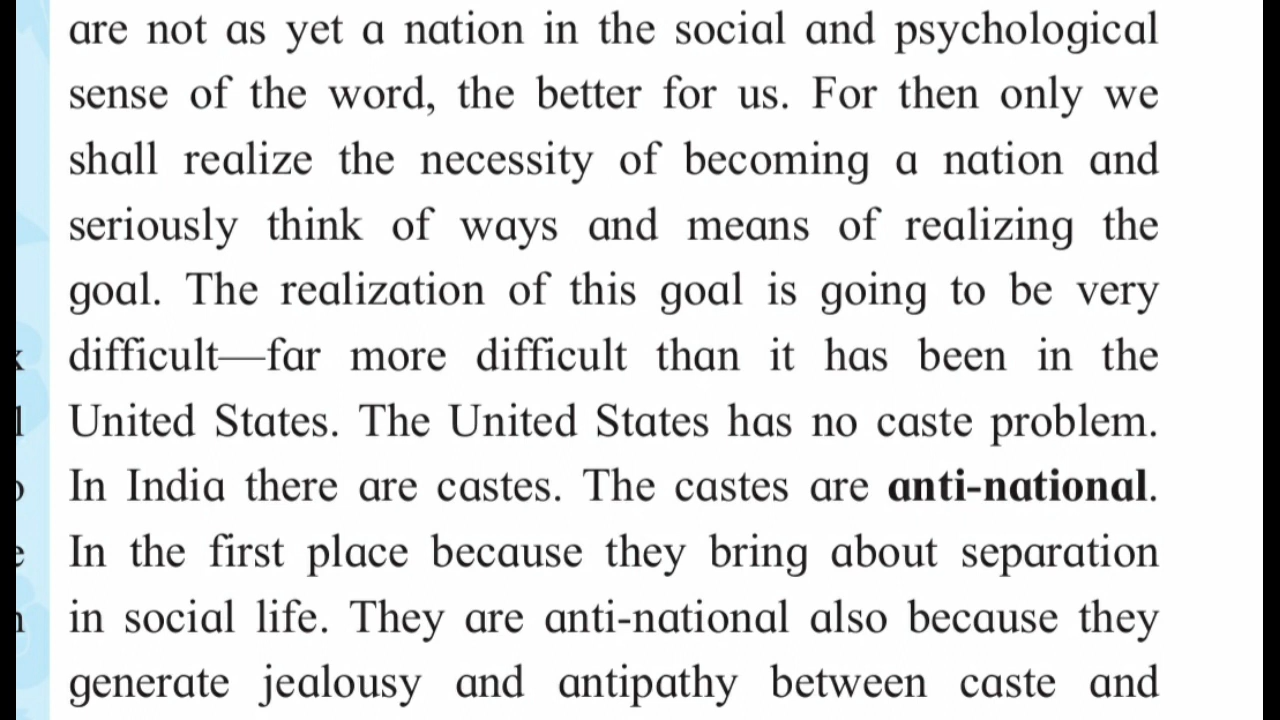 are not as yet a nation in the social and psychological
sense of the word, the better for us. For then only we
shall realize the necessity of becoming a nation and
seriously think of ways and means of realizing the
goal. The realization of this goal is going to be very
difficult—far more difficult than it has been in the
United States. The United States has no caste problem.
In India there are castes. The castes are anti-national.
In the first place because they bring about separation
in social life. They are anti-national also because they
generate jealousy and antipathy between caste and